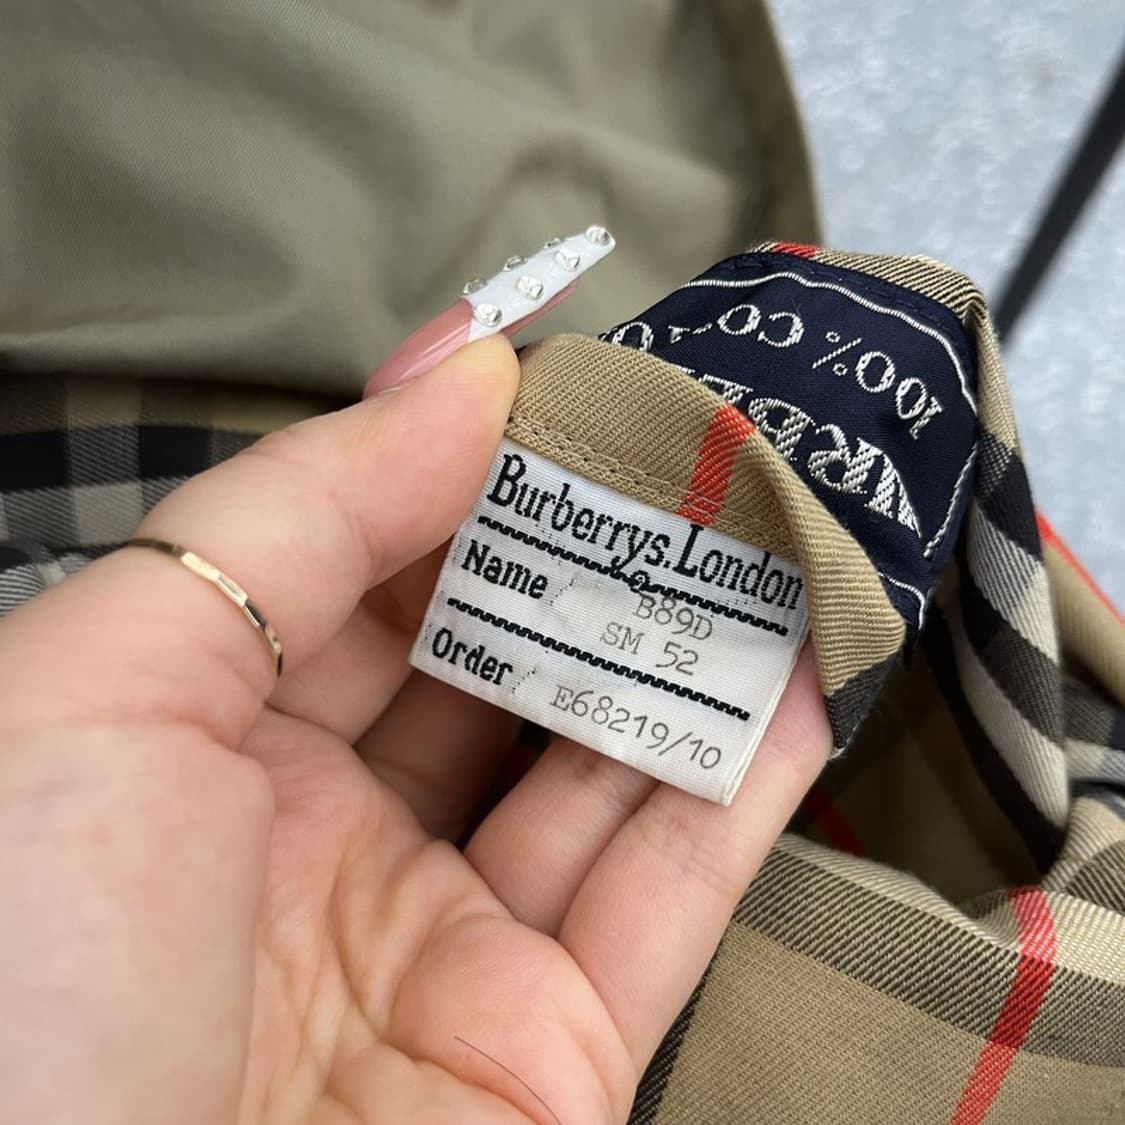 Burberrys. London
Name
B89D
SM 52
Order
E68219/10
100% CO